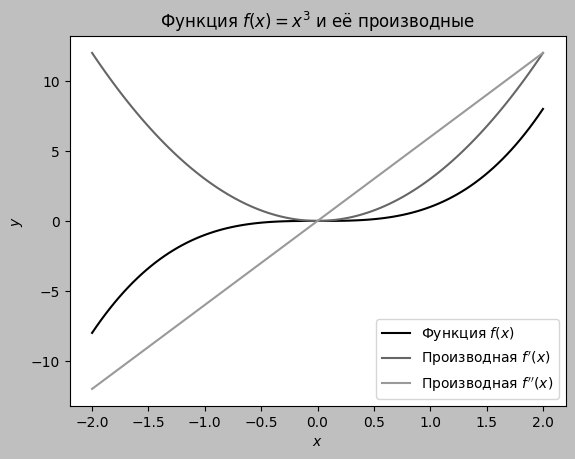 Функция f(x) = x³ и её производные
y
10
5
0
−5
−10
−2.0 −1.5 −1.0 −0.5 0.0 0.5 1.0 1.5 2.0
x
Функция f(x)
Производная f′(x)
Производная f′′(x)